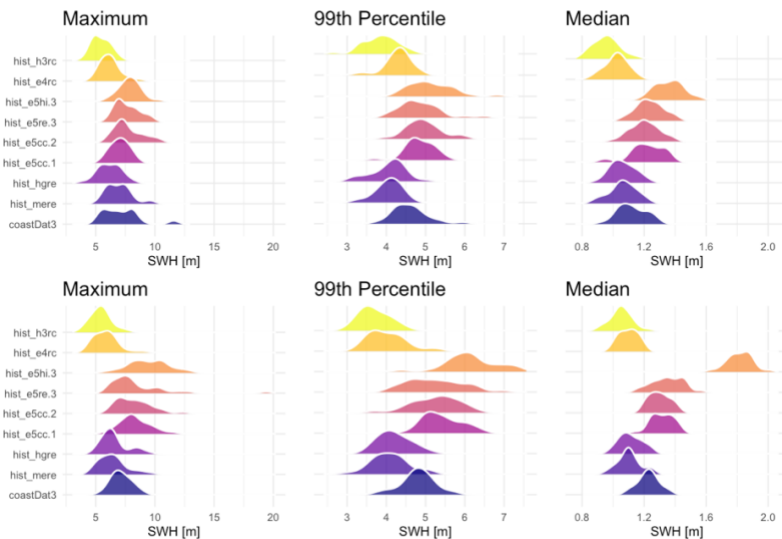 Maximum
99th Percentile
Median
hist_h3rc
hist_e4rc
hist_e5hi.3
hist_e5re.3
hist_e5cc.2
hist_e5cc.1
hist_hgre
hist_mere
coastDat3
5 10 15 20
3 4 5 6 7
0.8 1.2 1.6 2.0
SWH [m]
SWH [m]
SWH [m]
Maximum
99th Percentile
Median
hist_h3rc
hist_e4rc
hist_e5hi.3
hist_e5re.3
hist_e5cc.2
hist_e5cc.1
hist_hgre
hist_mere
coastDat3
5 10 15 20
3 4 5 6 7
0.8 1.2 1.6 2.0
SWH [m]
SWH [m]
SWH [m]